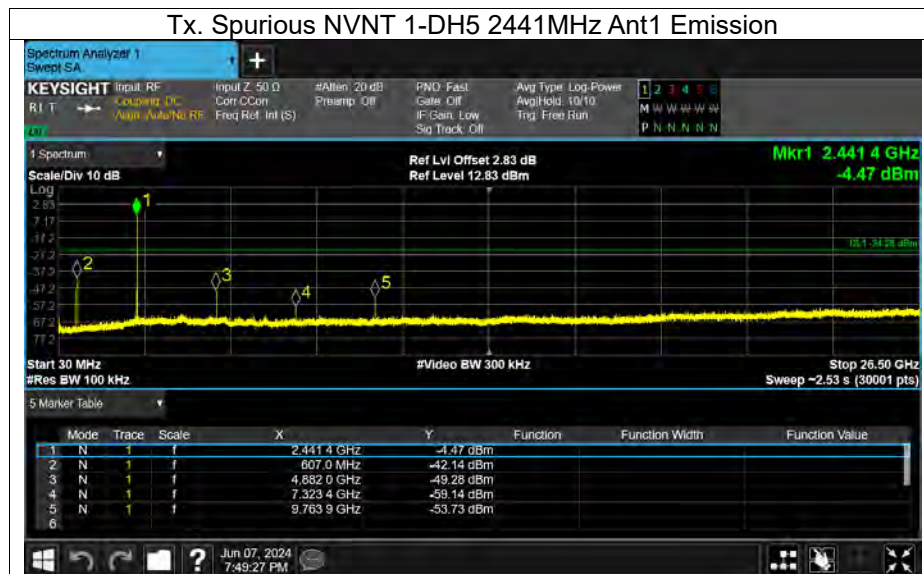 Tx. Spurious NVNT 1-DH5 2441MHz Ant1 Emission
Spectrum Analyzer 1
Swept SA
+
KEYSIGHT Input: RF Input Z: 50 Ω #Atten: 20 dB PNO: Fast Avg Type: Log-Power 1 2 3 4 5 6
RLT Coupling: DC Corr CCorr Preamp: Off Gate: Off Avg|Hold: 10/10 M W W W W W
Align: Auto/No RF Freq Ref: Int (S) IF Gain: Low Trig: Free Run
Sig Track: Off P N N N N N
1 Spectrum
Ref Lvl Offset 2.83 dB Mkr1 2.441 4 GHz
Scale/Div 10 dB Ref Level 12.83 dBm -4.47 dBm
Log
2.83 1
-7.17
-17.2
-27.2 DL1 -24.28 dBm
-37.2 2
-47.2 3 5
-57.2 4
-67.2
-77.2
Start 30 MHz #Video BW 300 kHz Stop 26.50 GHz
#Res BW 100 kHz Sweep ~2.53 s (30001 pts)
5 Marker Table
Mode Trace Scale X Y Function Function Width Function Value
1 N 1 f 2.441 4 GHz -4.47 dBm
2 N 1 f 607.0 MHz -42.14 dBm
3 N 1 f 4.882 0 GHz -49.28 dBm
4 N 1 f 7.323 4 GHz -59.14 dBm
5 N 1 f 9.763 9 GHz -53.73 dBm
6
? Jun 07, 2024
7:49:27 PM